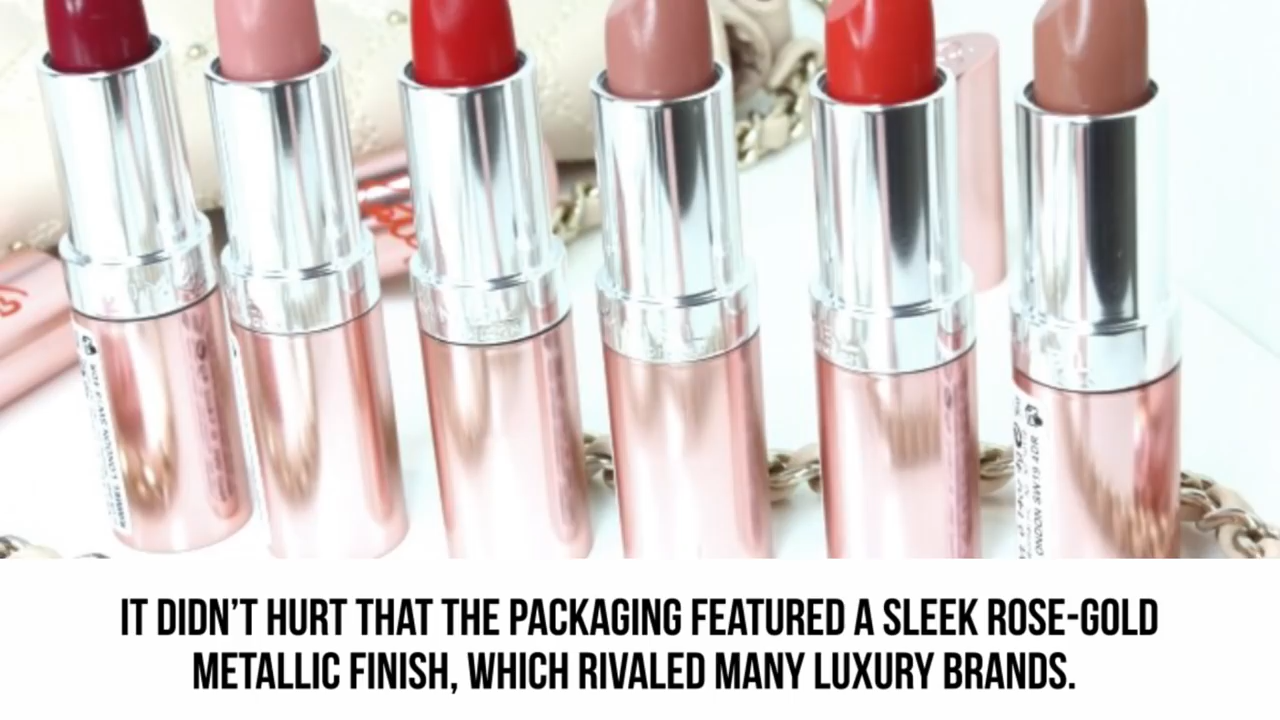 IT DIDN'T HURT THAT THE PACKAGING FEATURED A SLEEK ROSE-GOLD
METALLIC FINISH, WHICH RIVALED MANY LUXURY BRANDS.